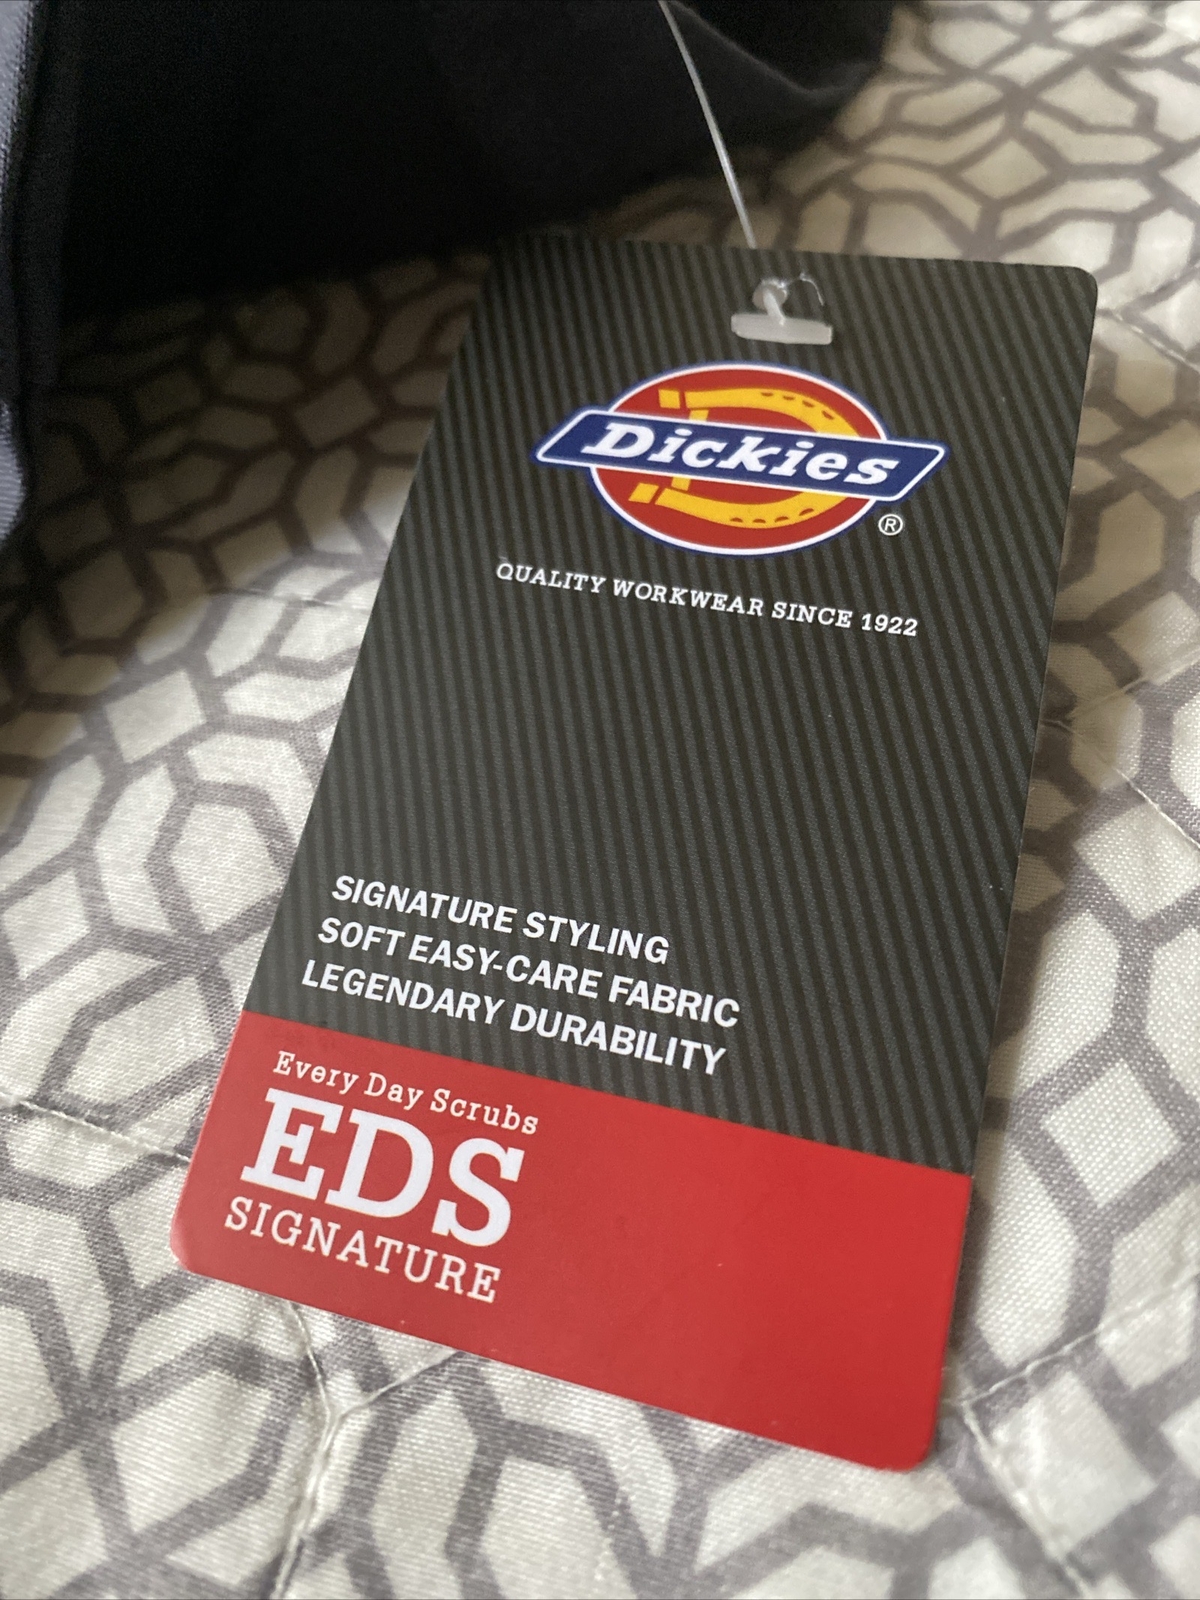 Dickies
®
QUALITY WORKWEAR SINCE 1922
SIGNATURE STYLING
SOFT EASY-CARE FABRIC
LEGENDARY DURABILITY
Every Day Scrubs
EDS
SIGNATURE